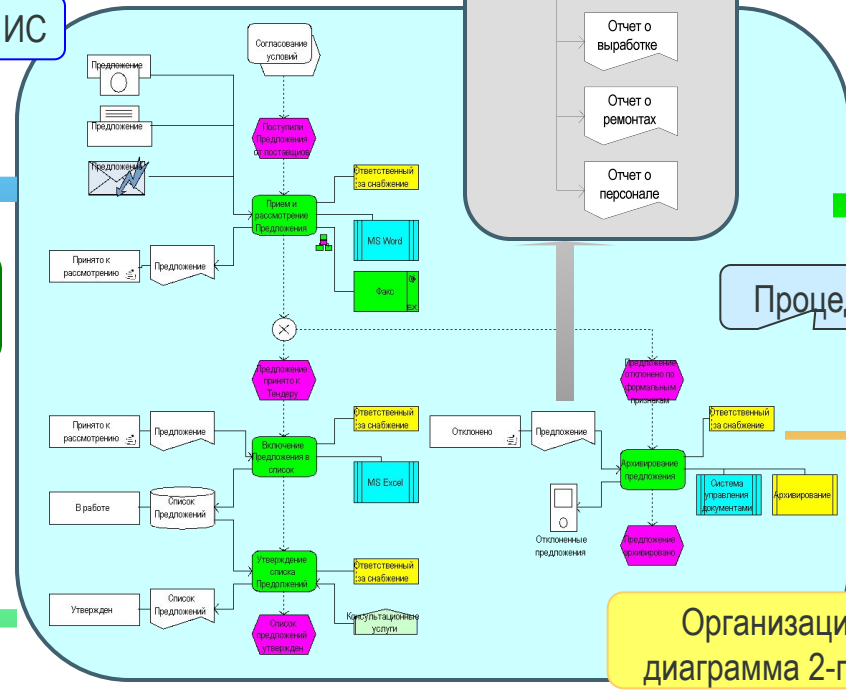 ИС
Отчет о
выработке
Отчет о
ремонтах
Отчет о
персонале
Согласование
условий
Предложение
Предложение
Предложение
Поступили
Предложения
от поставщиов
Ответственный
за снабжение
Прием и
рассмотрение
Предложения
MS Word
Факс
Принято к
рассмотрению
Предложение
Предложение
принято к
Тендеру
Предложение
отклонено по
формальным
признакам
Принято к
рассмотрению
Предложение
Ответственный
за снабжение
Включение
Предложения в
список
MS Excel
Отклонено
Предложение
Ответственный
за снабжение
Архивирование
предложения
Система
управления
документами
Архивирование
В работе
Список
Предложений
Отклоненные
предложения
Предложение
архивировано
Утверждение
списка
Предолжений
Ответственный
за снабжение
Утвержден
Список
Предложений
Консультационные
услуги
Список
предложений
утвержден
Организаци
диаграмма 2-г